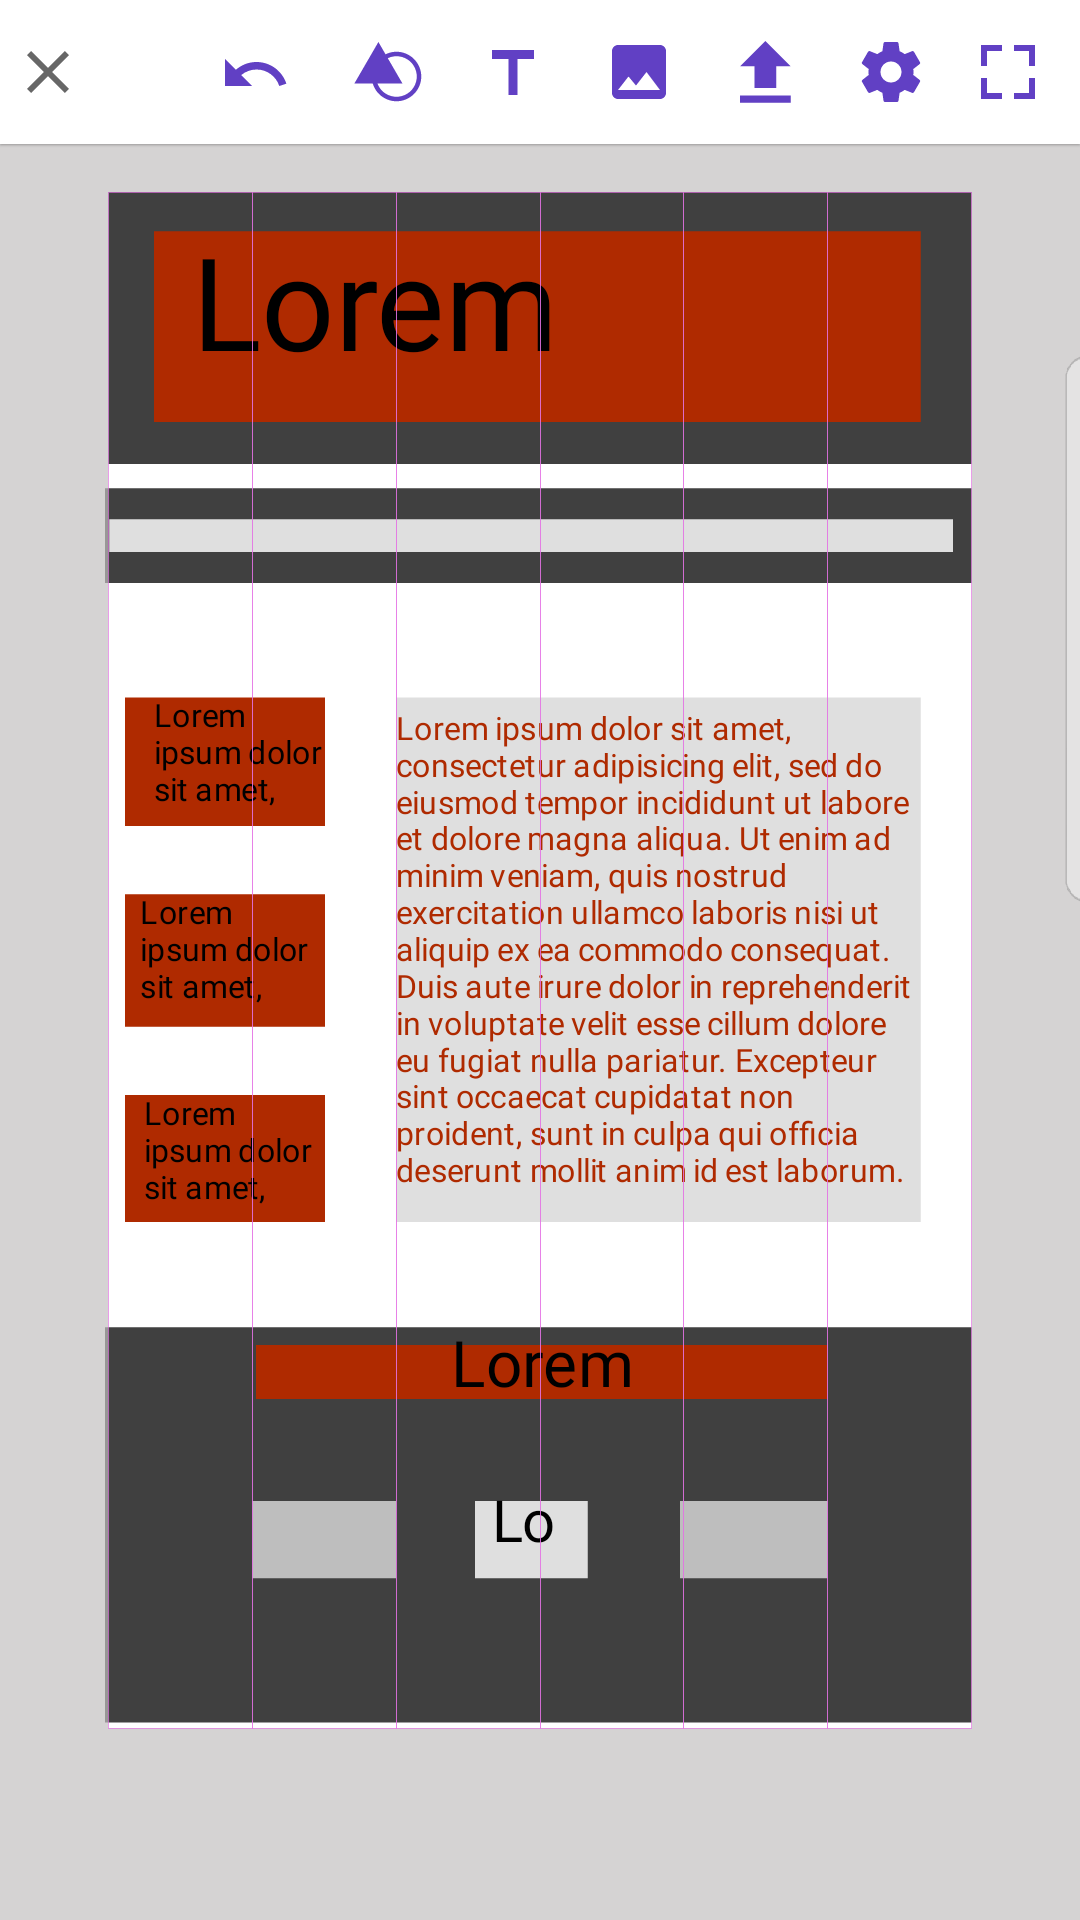 Lorem
Lorem
ipsum dolor
sit amet,
Lorem
ipsum dolor
sit amet,
Lorem
ipsum dolor
sit amet,
Lorem ipsum dolor sit amet,
consectetur adipisicing elit, sed do
eiusmod tempor incididunt ut labore
et dolore magna aliqua. Ut enim ad
minim veniam, quis nostrud
exercitation ullamco laboris nisi ut
aliquip ex ea commodo consequat.
Duis aute irure dolor in reprehenderit
in voluptate velit esse cillum dolore
eu fugiat nulla pariatur. Excepteur
sint occaecat cupidatat non
proident, sunt in culpa qui officia
deserunt mollit anim id est laborum.
Lorem
Lo